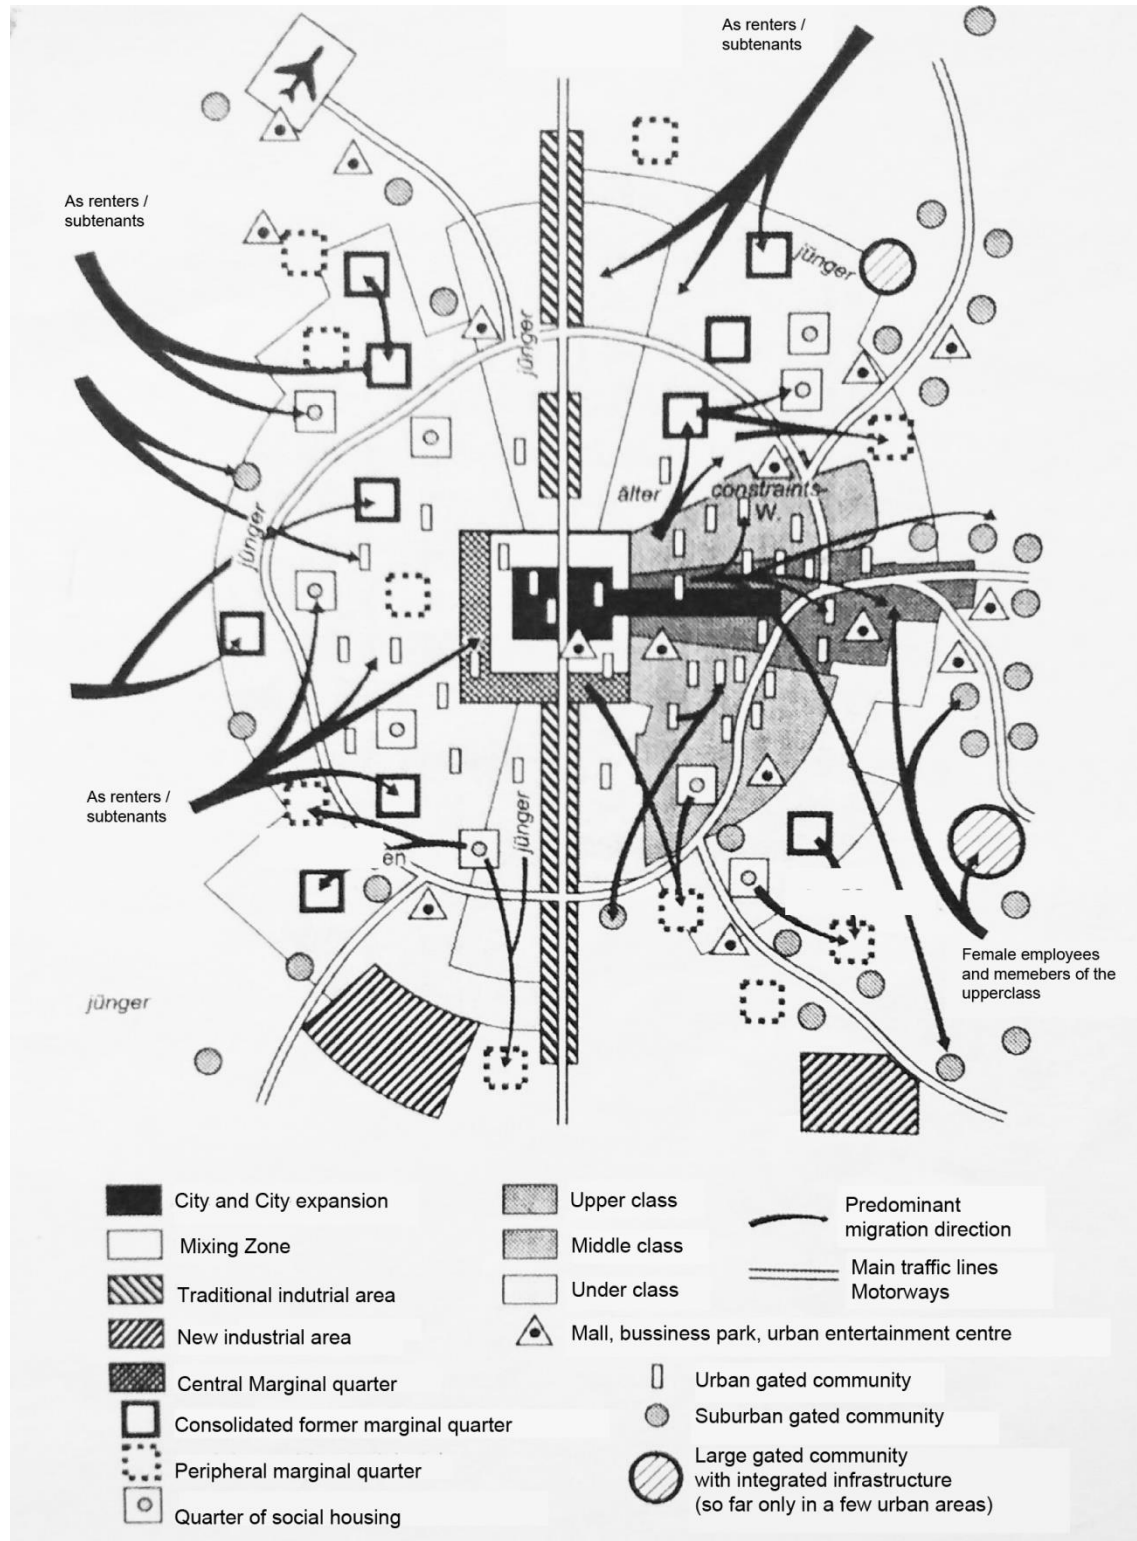 As renters /
subtenants
As renters /
subtenants
jünger
jünger
jünger
älter
constraints-
W.
As renters /
subtenants
en
jünger
jünger
Female employees
and memebers of the
upperclass
City and City expansion
Mixing Zone
Traditional indutrial area
New industrial area
Central Marginal quarter
Consolidated former marginal quarter
Peripheral marginal quarter
Quarter of social housing
Upper class
Middle class
Under class
Mall, bussiness park, urban entertainment centre
Predominant
migration direction
Main traffic lines
Motorways
Urban gated community
Suburban gated community
Large gated community
with integrated infrastructure
(so far only in a few urban areas)